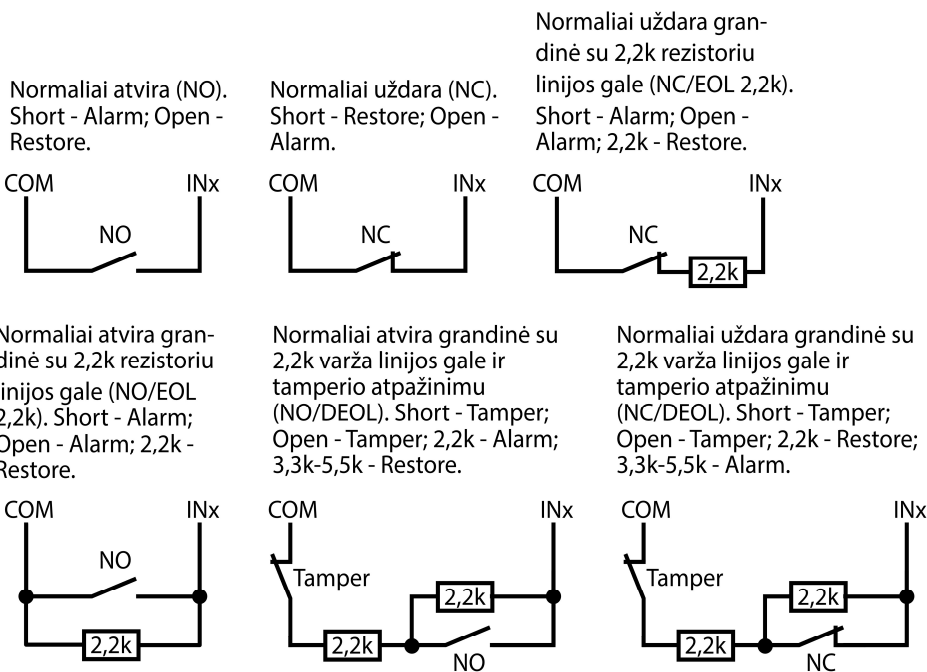 Normaliai atvira (NO).
Short - Alarm; Open -
Restore.
COM INx
NO
Normaliai uždara (NC).
Short - Restore; Open -
Alarm.
COM INx
NC
Normaliai uždara gran-
dinė su 2,2k rezistoriu
linijos gale (NC/EOL 2,2k).
Short - Alarm; Open -
Alarm; 2,2k - Restore.
COM INx
NC
2,2k
Normaliai atvira gran-
dinė su 2,2k rezistoriu
linijos gale (NO/EOL
2,2k). Short - Alarm;
Open - Alarm; 2,2k -
Restore.
COM INx
NO
2,2k
Normaliai atvira grandinė su
2,2k varža linijos gale ir
tamperio atpažinimu
(NO/DEOL). Short - Tamper;
Open - Tamper; 2,2k - Alarm;
3,3k-5,5k - Restore.
COM INx
Tamper
2,2k
2,2k
NO
Normaliai uždara grandinė su
2,2k varža linijos gale ir
tamperio atpažinimu
(NC/DEOL). Short - Tamper;
Open - Tamper; 2,2k - Restore;
3,3k-5,5k - Alarm.
COM INx
Tamper
2,2k
2,2k
NC